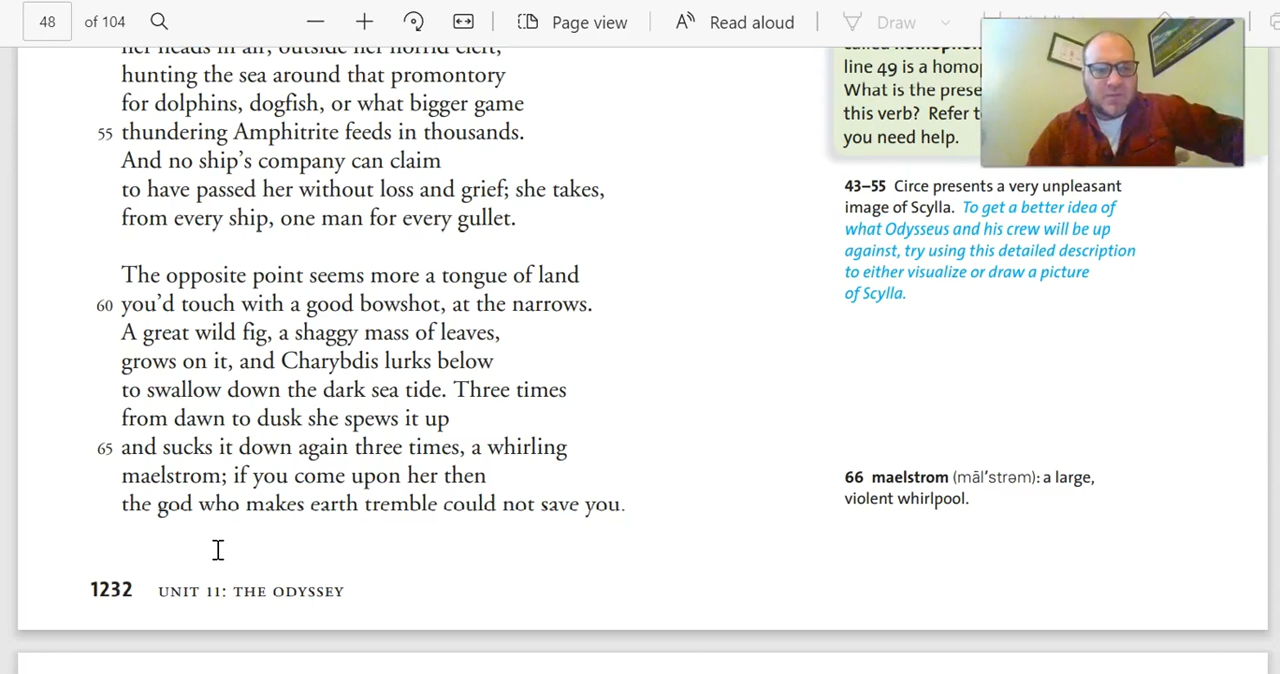 48 of 104 Page view Read aloud Draw
hunting the sea around that promontory
for dolphins, dogfish, or what bigger game
55 thundering Amphitrite feeds in thousands.
And no ship's company can claim
to have passed her without loss and grief; she takes,
from every ship, one man for every gullet.
The opposite point seems more a tongue of land
60 you'd touch with a good bowshot, at the narrows.
A great wild fig, a shaggy mass of leaves,
grows on it, and Charybdis lurks below
to swallow down the dark sea tide. Three times
from dawn to dusk she spews it up
65 and sucks it down again three times, a whirling
maelstrom; if you come upon her then
the god who makes earth tremble could not save you.
1232 UNIT 11: THE ODYSSEY
line 49 is a
What is the
this verb? Refer
you need help.
43–55 Circe presents a very unpleasant
image of Scylla. To get a better idea of
what Odysseus and his crew will be up
against, try using this detailed description
to either visualize or draw a picture
of Scylla.
66 maelstrom (māl′strəm): a large,
violent whirlpool.